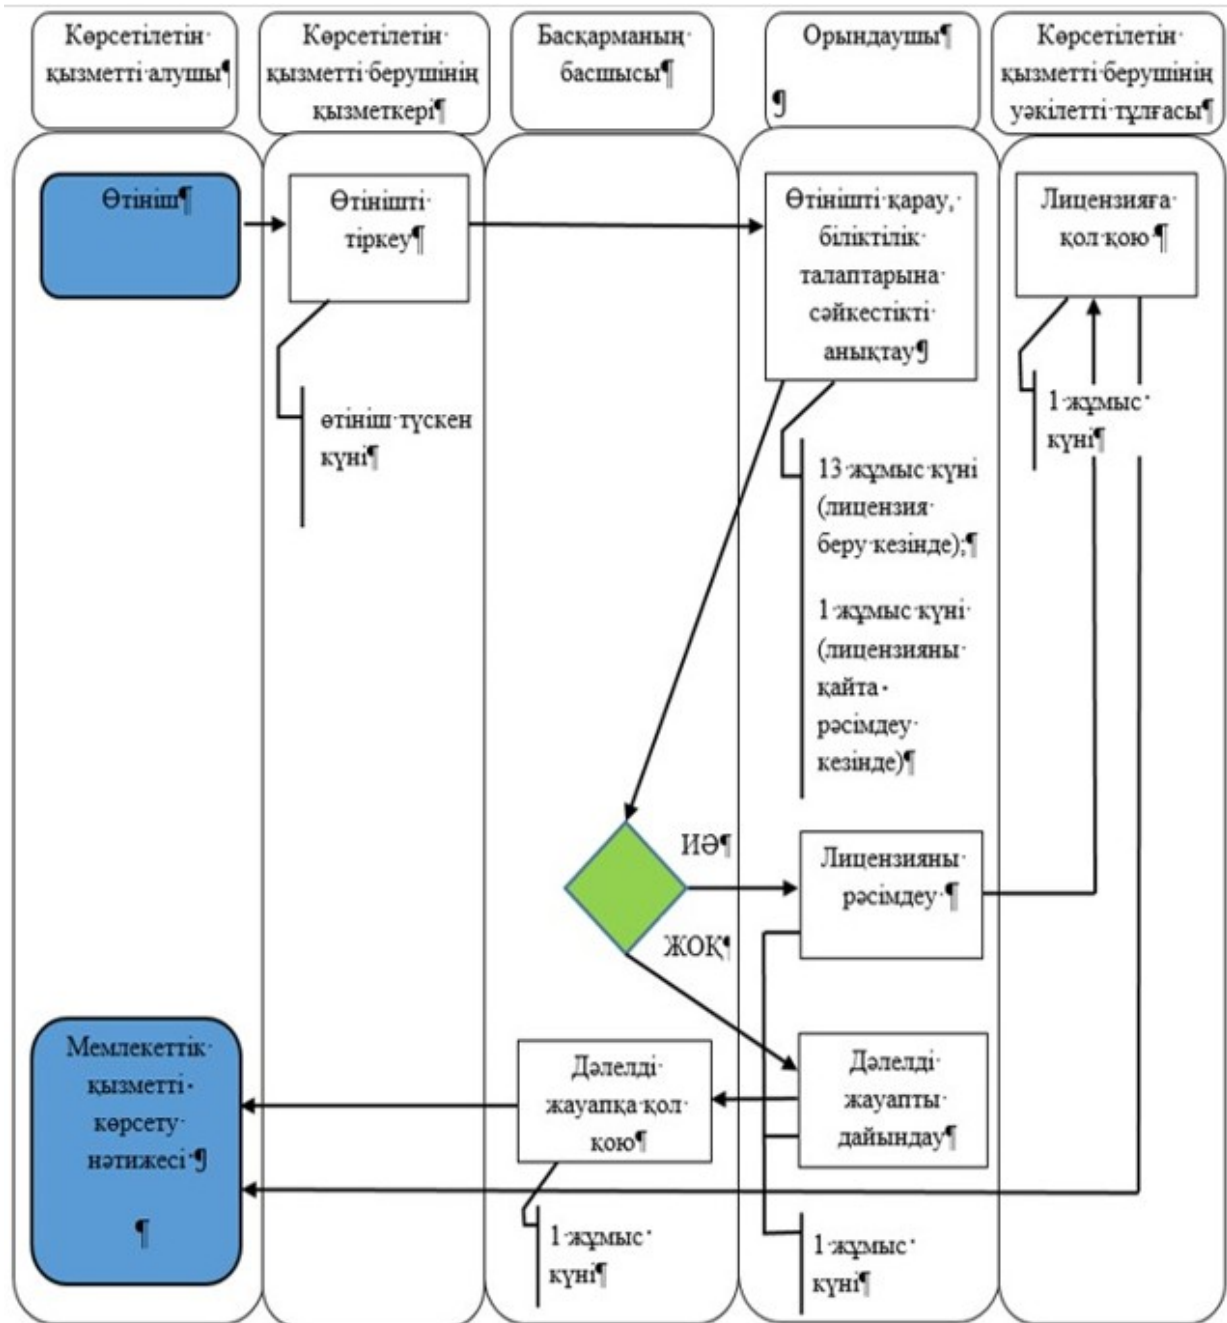 Көрсетілетін·
қызметті·алушы¶
Көрсетілетін·
қызметті·берушінің
қызметкері¶
Басқарманың·
басшысы¶
Орындаушы¶
¶
Көрсетілетін·
қызметті·берушінің
уәкілетті·тұлғасы¶
Өтініш¶
Өтінішті·
тіркеу¶
Өтінішті·қарау,·
біліктілік·
талаптарына·
сәйкестікті·
анықтау¶
Лицензияға·
қол·қою·¶
өтініш·түскен
күні¶
1·жұмыс·
күні¶
13·жұмыс·күні
(лицензия·
беру·кезінде);¶
1·жұмыс·күні·
(лицензияны·
қайта·
рәсімдеу·
кезінде)¶
ИӘ¶
Лицензияны·
рәсімдеу·¶
ЖОҚ¶
Мемлекеттік·
қызметті·
көрсету·
нәтижесі·¶
¶
Дәлелді·
жауапқа·қол·
қою¶
Дәлелді·
жауапты·
дайындау¶
1·жұмыс·
күні¶
1·жұмыс·
күні¶